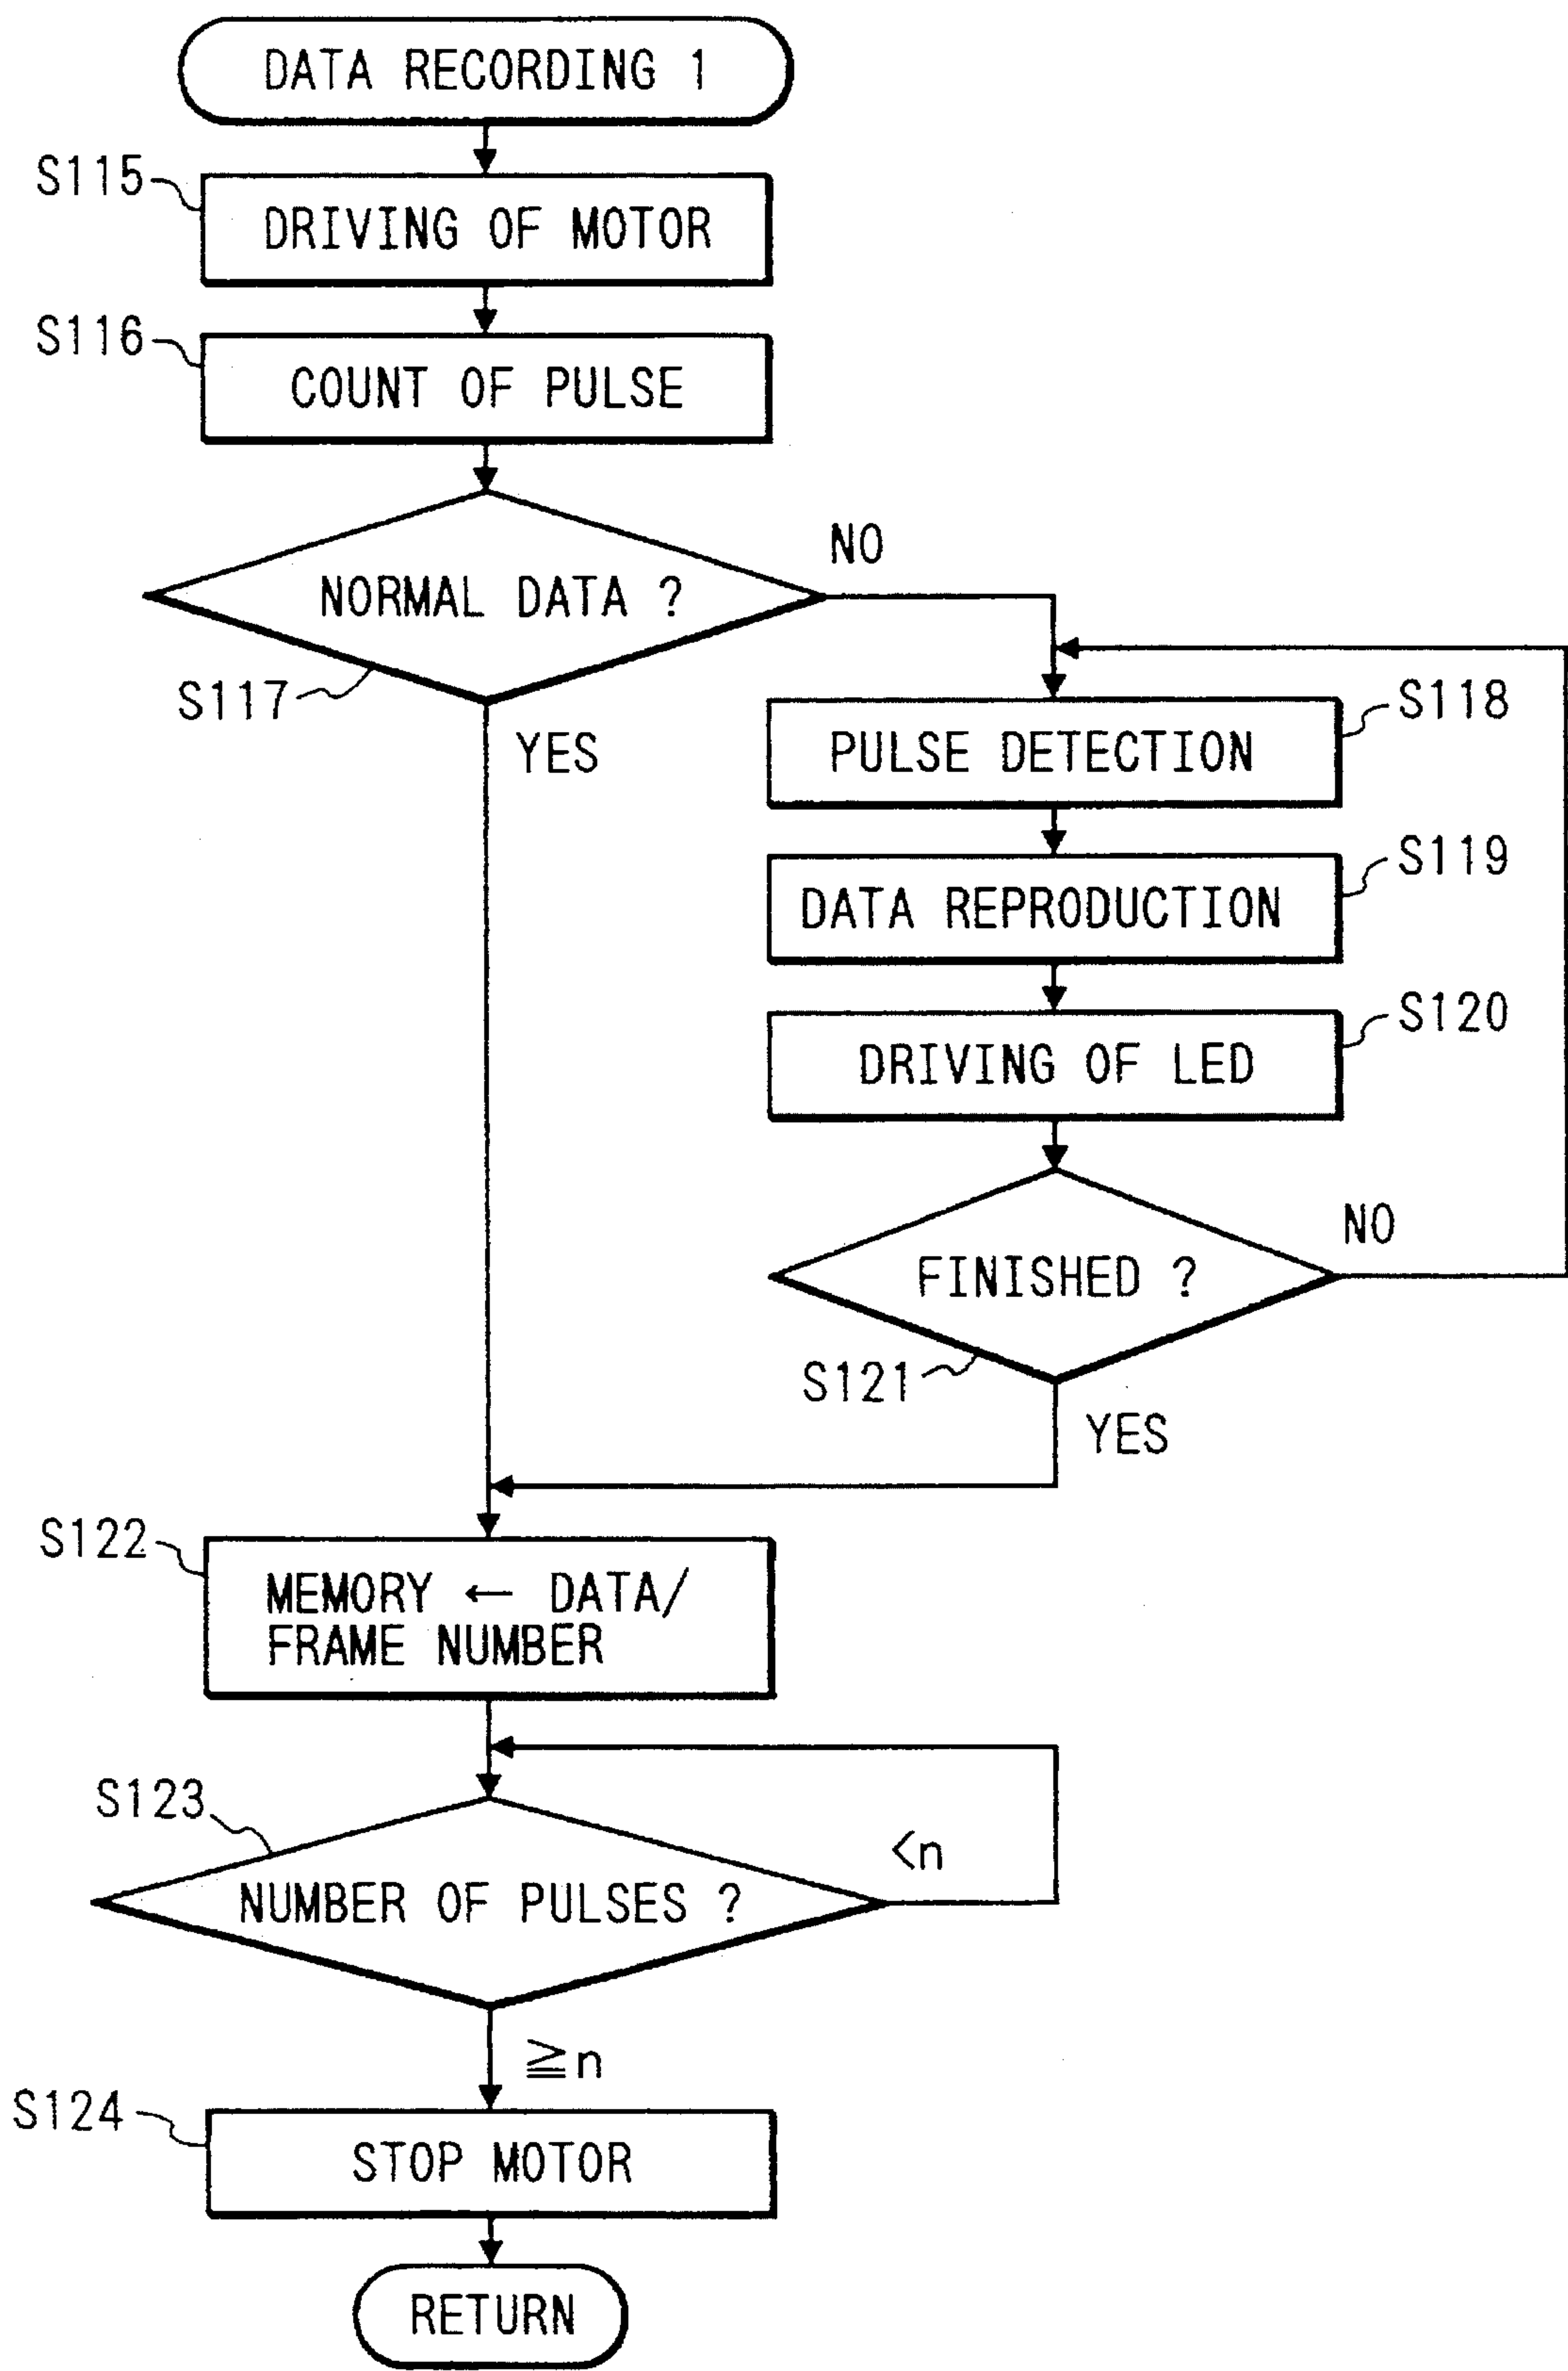 DATA RECORDING 1
S115
DRIVING OF MOTOR
S116
COUNT OF PULSE
NORMAL DATA ?
NO
S117
YES
S118
PULSE DETECTION
S119
DATA REPRODUCTION
S120
DRIVING OF LED
FINISHED ?
NO
S121
YES
S122
MEMORY ← DATA/
FRAME NUMBER
S123
NUMBER OF PULSES ?
<n
≧n
S124
STOP MOTOR
RETURN